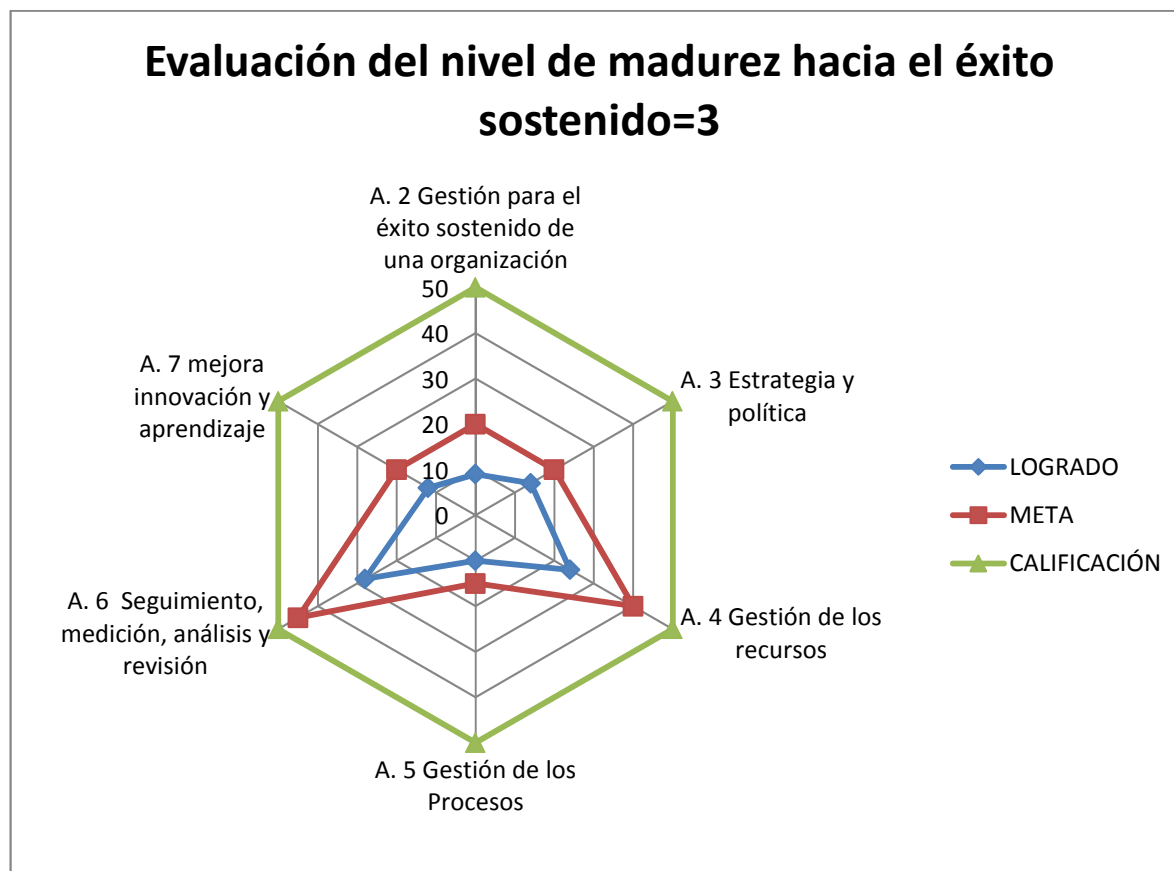 Evaluación del nivel de madurez hacia el éxito
sostenido=3
A. 2 Gestión para el
éxito sostenido de
una organización
50
40
30
20
10
0
A. 3 Estrategia y
política
A. 4 Gestión de los
recursos
A. 5 Gestión de los
Procesos
A. 6 Seguimiento,
medición, análisis y
revisión
A. 7 mejora
innovación y
aprendizaje
LOGRADO
META
CALIFICACIÓN